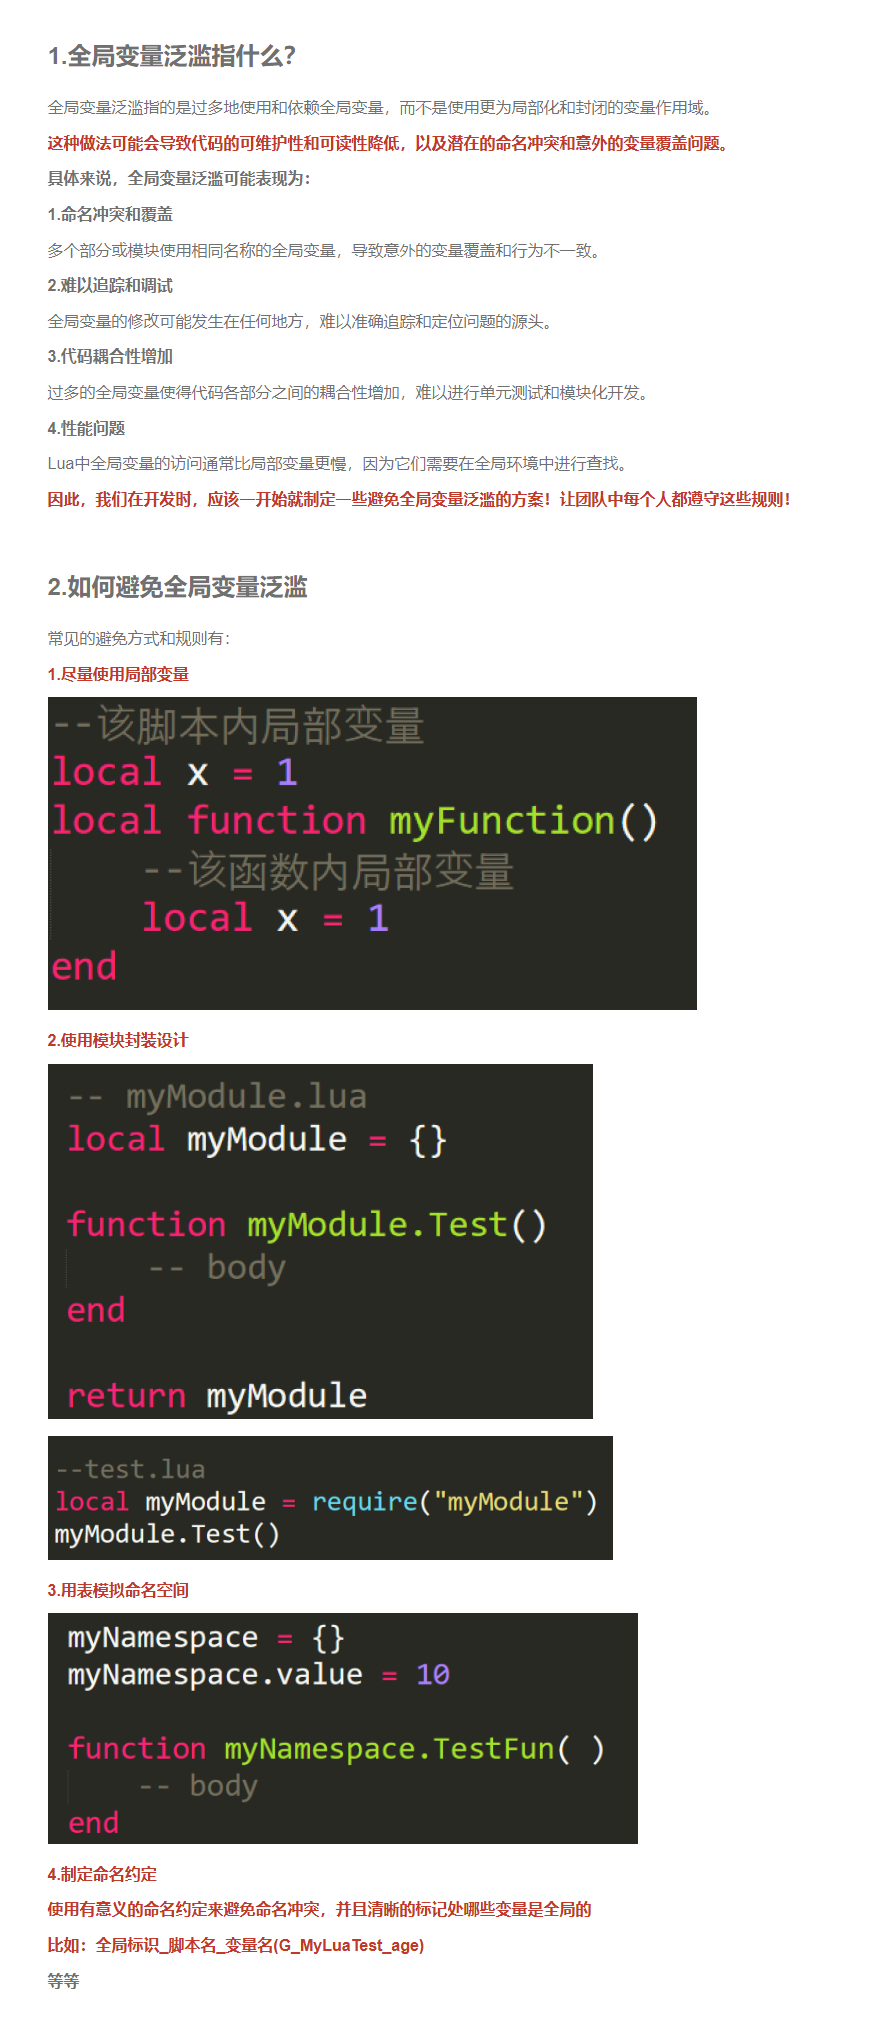 1.全局变量泛滥指什么？
全局变量泛滥指的是过多地使用和依赖全局变量，而不是使用更为局部化和封闭的变量作用域。
这种做法可能会导致代码的可维护性和可读性降低，以及潜在的命名冲突和意外的变量覆盖问题。
具体来说，全局变量泛滥可能表现为：
1.命名冲突和覆盖
多个部分或模块使用相同名称的全局变量，导致意外的变量覆盖和行为不一致。
2.难以追踪和调试
全局变量的修改可能发生在任何地方，难以准确追踪和定位问题的源头。
3.代码耦合性增加
过多的全局变量使得代码各部分之间的耦合性增加，难以进行单元测试和模块化开发。
4.性能问题
Lua中全局变量的访问通常比局部变量更慢，因为它们需要在全局环境中进行查找。
因此，我们在开发时，应该一开始就制定一些避免全局变量泛滥的方案！让团队中每个人都遵守这些规则！
2.如何避免全局变量泛滥
常见的避免方式和规则有：
1.尽量使用局部变量
--该脚本内局部变量
local x = 1
local function myFunction()
--该函数内局部变量
local x = 1
end
2.使用模块封装设计
-- myModule.lua
local myModule = {}
function myModule.Test()
-- body
end
return myModule
--test.lua
local myModule = require("myModule")
myModule.Test()
3.用表模拟命名空间
myNamespace = {}
myNamespace.value = 10
function myNamespace.TestFun( )
-- body
end
4.制定命名约定
使用有意义的命名约定来避免命名冲突，并且清晰的标记处哪些变量是全局的
比如：全局标识_脚本名_变量名(G_MyLuaTest_age)
等等